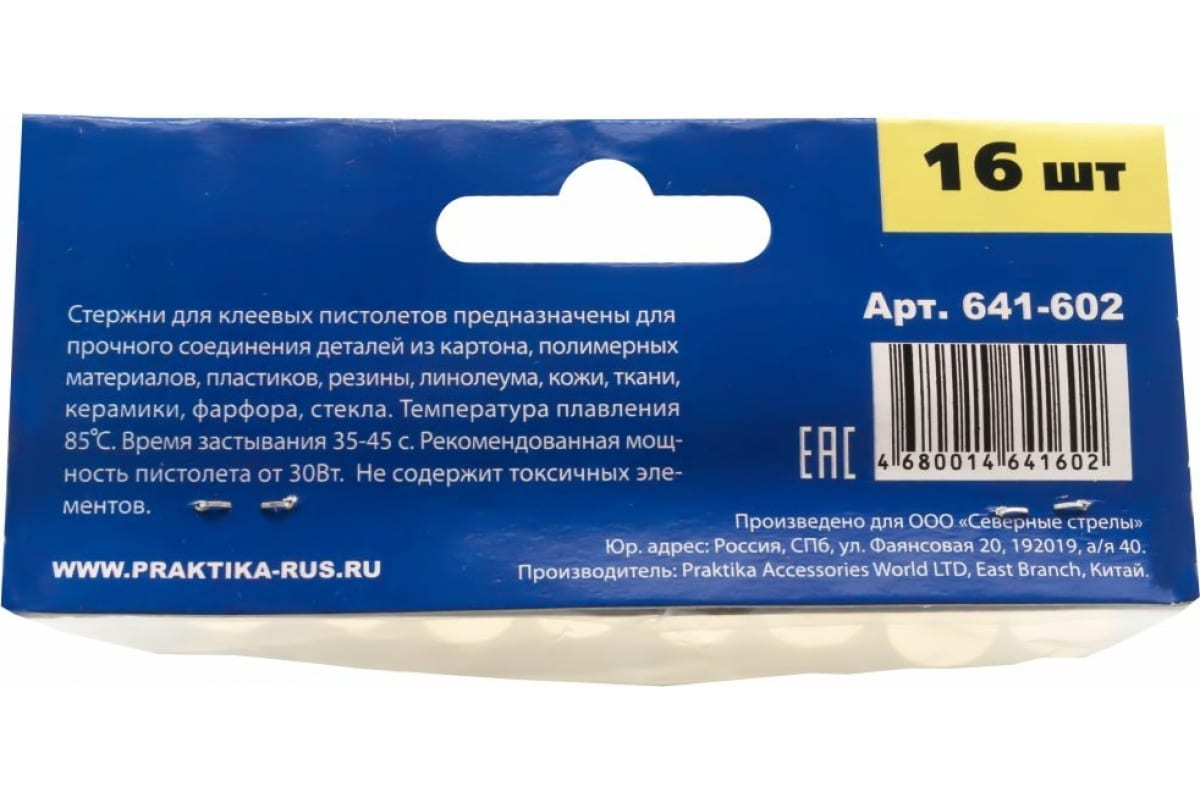 16 шт
Стержни для клеевых пистолетов предназначены для
прочного соединения деталей из картона, полимерных
материалов, пластиков, резины, линолеума, кожи, ткани,
керамики, фарфора, стекла. Температура плавления
85°С. Время застывания 35-45 с. Рекомендованная мощ-
ность пистолета от 30Вт. Не содержит токсичных эле-
ментов.
WWW.PRAKTIKA-RUS.RU
Арт. 641-602
EAC
4 680014 641602
Произведено для ООО «Северные стрелы»
Юр. адрес: Россия, СПб, ул. Фаянсовая 20, 192019, а/я 40.
Производитель: Praktika Accessories World LTD, East Branch, Китай.